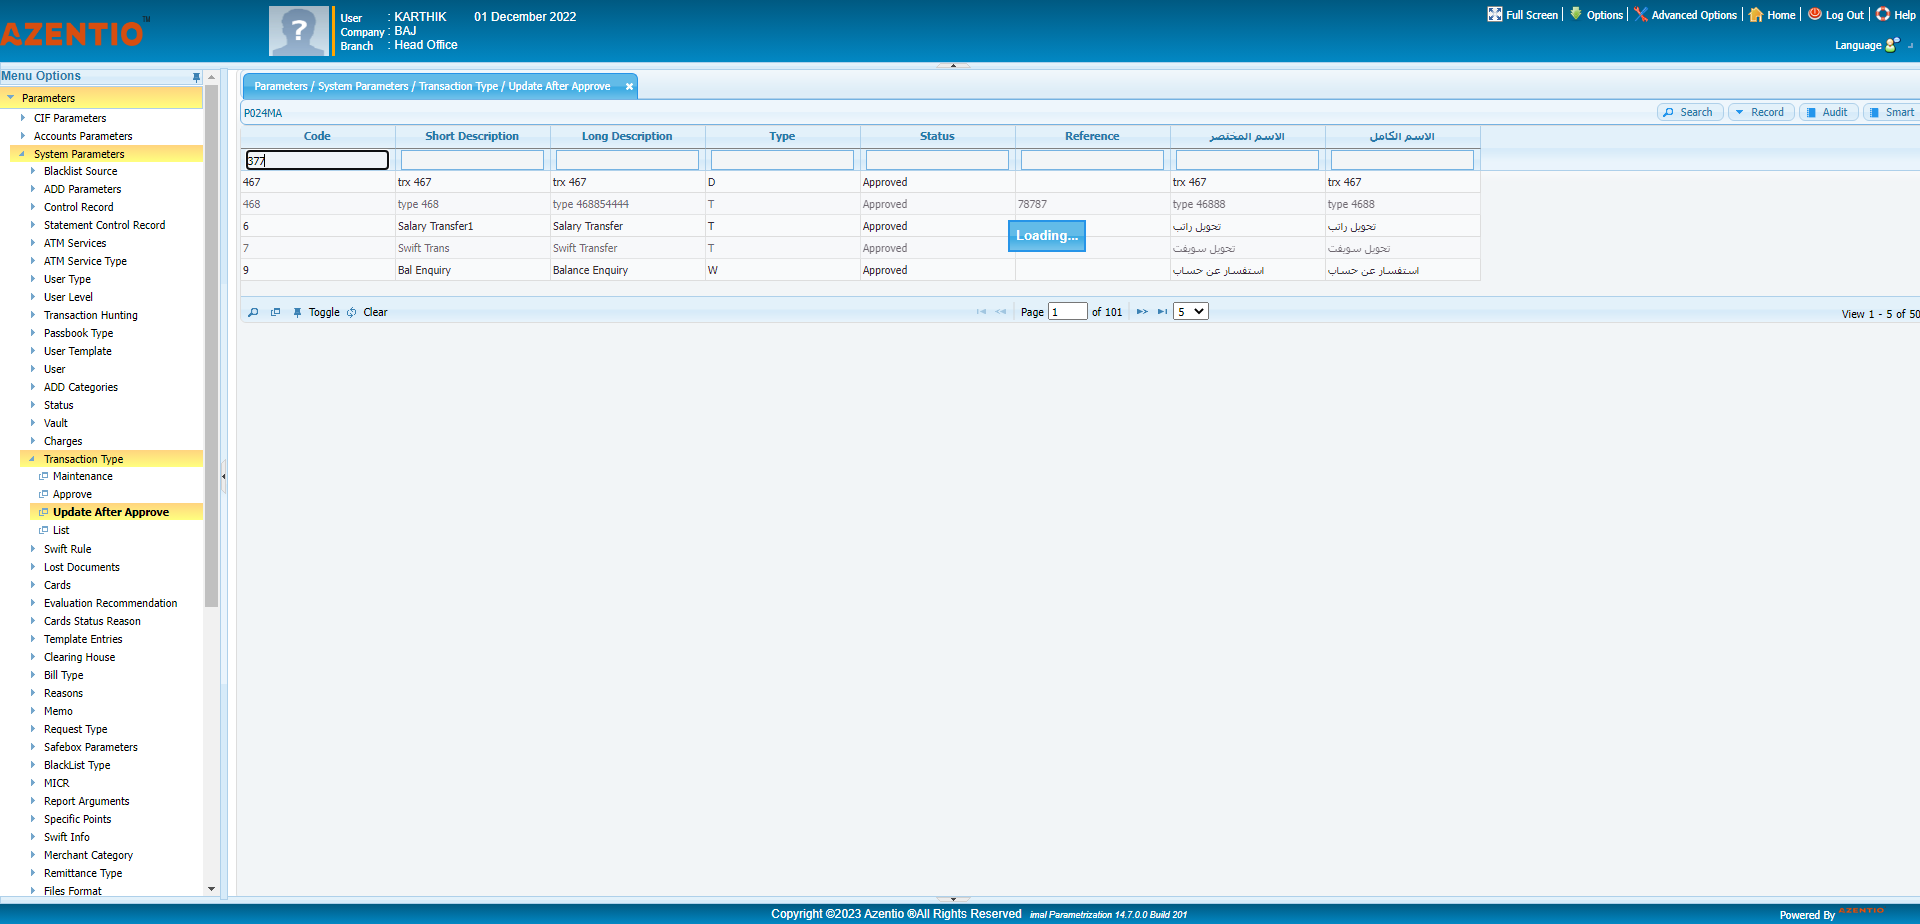 AZENTIO™
User : KARTHIK 01 December 2022
Company : BAJ
Branch : Head Office
Full Screen Options Advanced Options Home Log Out Help
Language
Menu Options
Parameters
CIF Parameters
Accounts Parameters
System Parameters
Blacklist Source
ADD Parameters
Control Record
Statement Control Record
ATM Services
ATM Service Type
User Type
User Level
Transaction Hunting
Passbook Type
User Template
User
ADD Categories
Status
Vault
Charges
Transaction Type
Maintenance
Approve
Update After Approve
List
Swift Rule
Lost Documents
Cards
Evaluation Recommendation
Cards Status Reason
Template Entries
Clearing House
Bill Type
Reasons
Memo
Request Type
Safebox Parameters
BlackList Type
MICR
Report Arguments
Specific Points
Swift Info
Merchant Category
Remittance Type
Files Format
Parameters / System Parameters / Transaction Type / Update After Approve
P024MA Search Record Audit Smart
Code Short Description Long Description Type Status Reference الاسم المختصر الاسم الكامل
377
467 trx 467 trx 467 D Approved trx 467 trx 467
468 type 468 type 468854444 T Approved 78787 type 46888 type 4688
6 Salary Transfer1 Salary Transfer T Approved تحويل راتب تحويل راتب
7 Swift Trans Swift Transfer T Approved تحويل سويفت تحويل سويفت
9 Bal Enquiry Balance Enquiry W Approved استفسار عن حساب استفسار عن حساب
Loading...
Toggle Clear Page 1 of 101 5 View 1 - 5 of 50
Copyright ©2023 Azentio ®All Rights Reserved imal Parametrization 14.7.0.0 Build 201
Powered By AZENTIO